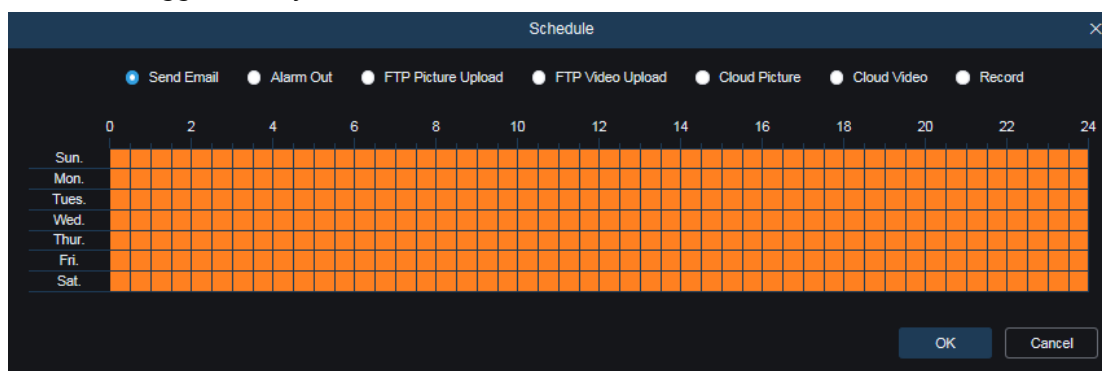 Schedule
Send Email Alarm Out FTP Picture Upload FTP Video Upload Cloud Picture Cloud Video Record
0 2 4 6 8 10 12 14 16 18 20 22 24
Sun.
Mon.
Tues.
Wed.
Thur.
Fri.
Sat.
OK Cancel